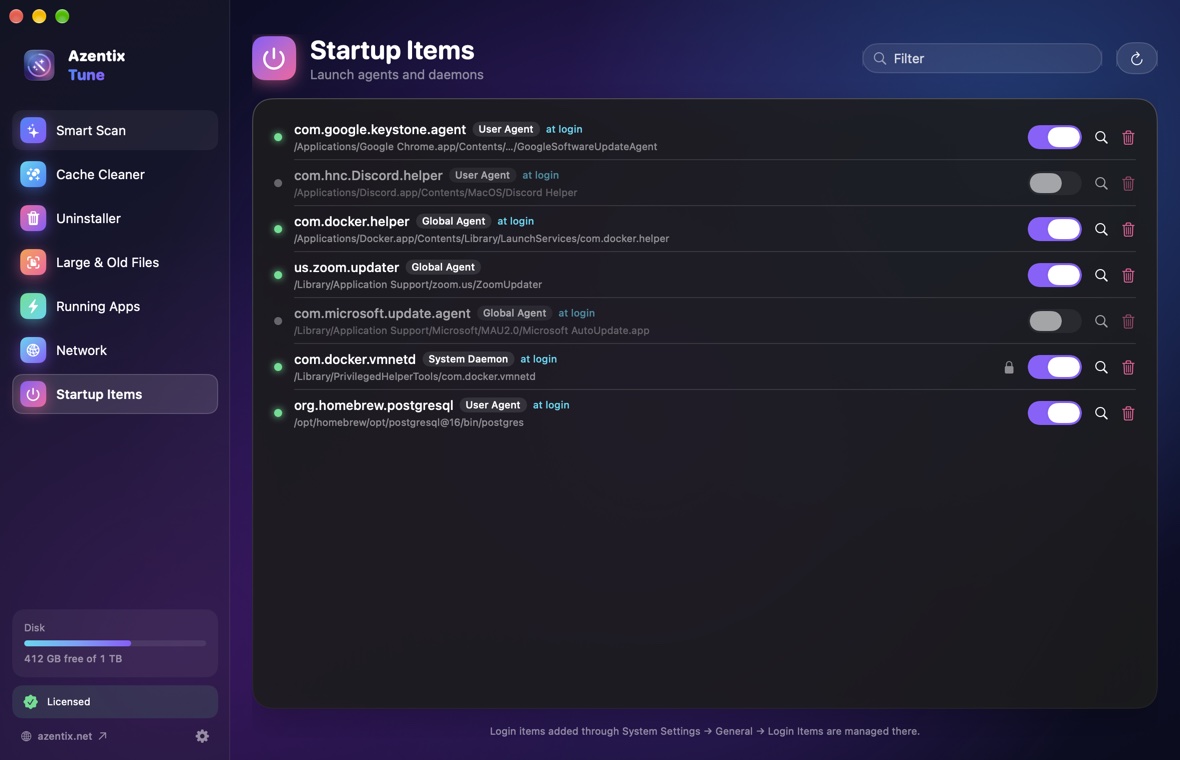 Azentix
Tune
Smart Scan
Cache Cleaner
Uninstaller
Large & Old Files
Running Apps
Network
Startup Items
Disk
412 GB free of 1 TB
Licensed
azentix.net ↗
Startup Items
Launch agents and daemons
Filter
com.google.keystone.agent User Agent at login
/Applications/Google Chrome.app/Contents/.../GoogleSoftwareUpdateAgent
com.hnc.Discord.helper User Agent at login
/Applications/Discord.app/Contents/MacOS/Discord Helper
com.docker.helper Global Agent at login
/Applications/Docker.app/Contents/Library/LaunchServices/com.docker.helper
us.zoom.updater Global Agent
/Library/Application Support/zoom.us/ZoomUpdater
com.microsoft.update.agent Global Agent at login
/Library/Application Support/Microsoft/MAU2.0/Microsoft AutoUpdate.app
com.docker.vmnetd System Daemon at login
/Library/PrivilegedHelperTools/com.docker.vmnetd
org.homebrew.postgresql User Agent at login
/opt/homebrew/opt/postgresql@16/bin/postgres
Login items added through System Settings → General → Login Items are managed there.